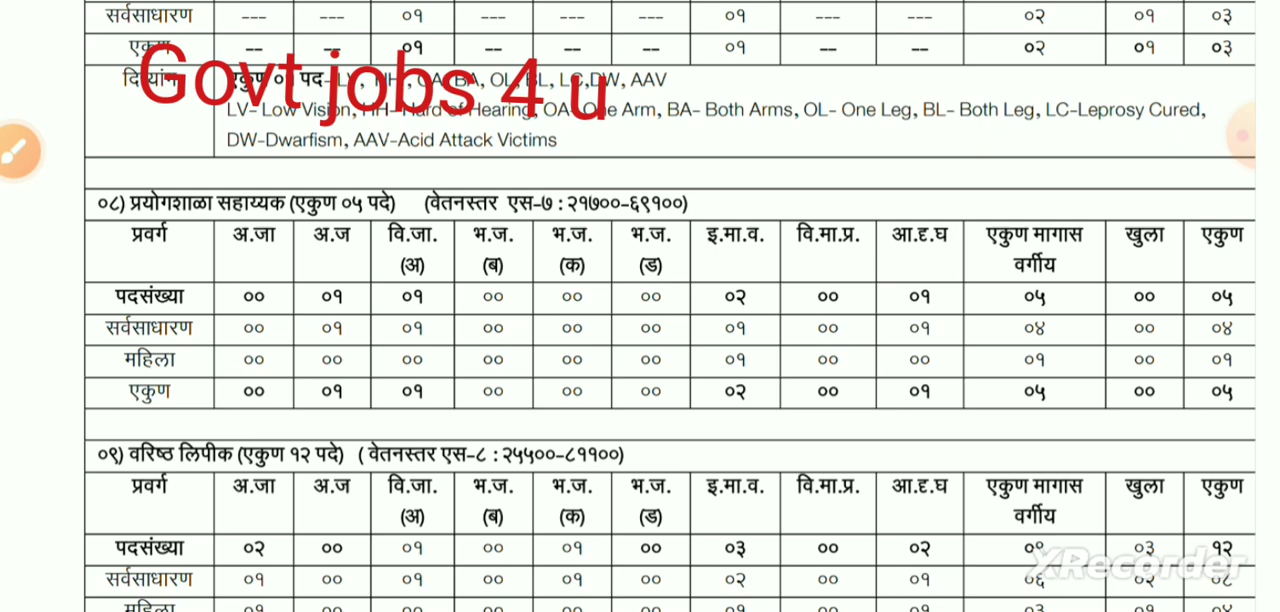 सर्वसाधारण --- --- ०१ --- --- --- ०१ --- --- ०२ ०१ ०३
एकुण -- -- ०१ -- -- -- ०१ -- -- ०२ ०१ ०३
Govt jobs 4 u
दिव्यांग एकुण ०१ पद- LV, HH, OA, BA, OL, BL, LC,DW, AAV
LV- Low Vision, HH- Hard of Hearing, OA- One Arm, BA- Both Arms, OL- One Leg, BL- Both Leg, LC-Leprosy Cured,
DW-Dwarfism, AAV-Acid Attack Victims
०८) प्रयोगशाळा सहाय्यक (एकुण ०५ पदे) (वेतनस्तर एस-७ : २१७००-६९१००)
प्रवर्ग अ.जा अ.ज वि.जा. (अ) भ.ज. (ब) भ.ज. (क) भ.ज. (ड) इ.मा.व. वि.मा.प्र. आ.दृ.घ एकुण मागास वर्गीय खुला एकुण
पदसंख्या ०० ०१ ०१ ०० ०० ०० ०२ ०० ०१ ०५ ०० ०५
सर्वसाधारण ०० ०१ ०१ ०० ०० ०० ०१ ०० ०१ ०४ ०० ०४
महिला ०० ०० ०० ०० ०० ०० ०१ ०० ०० ०१ ०० ०१
एकुण ०० ०१ ०१ ०० ०० ०० ०२ ०० ०१ ०५ ०० ०५
०९) वरिष्ठ लिपीक (एकुण १२ पदे) ( वेतनस्तर एस-८ : २५५००-८११००)
प्रवर्ग अ.जा अ.ज वि.जा. (अ) भ.ज. (ब) भ.ज. (क) भ.ज. (ड) इ.मा.व. वि.मा.प्र. आ.दृ.घ एकुण मागास वर्गीय खुला एकुण
पदसंख्या ०२ ०० ०१ ०० ०१ ०० ०३ ०० ०२ ०९ ०३ १२
XRecorder
सर्वसाधारण ०१ ०० ०१ ०० ०१ ०० ०२ ०० ०१ ०६ ०२ ०८
महिला ०१ ०० ०० ०० ०० ०० ०१ ०० ०१ ०३ ०१ ०४